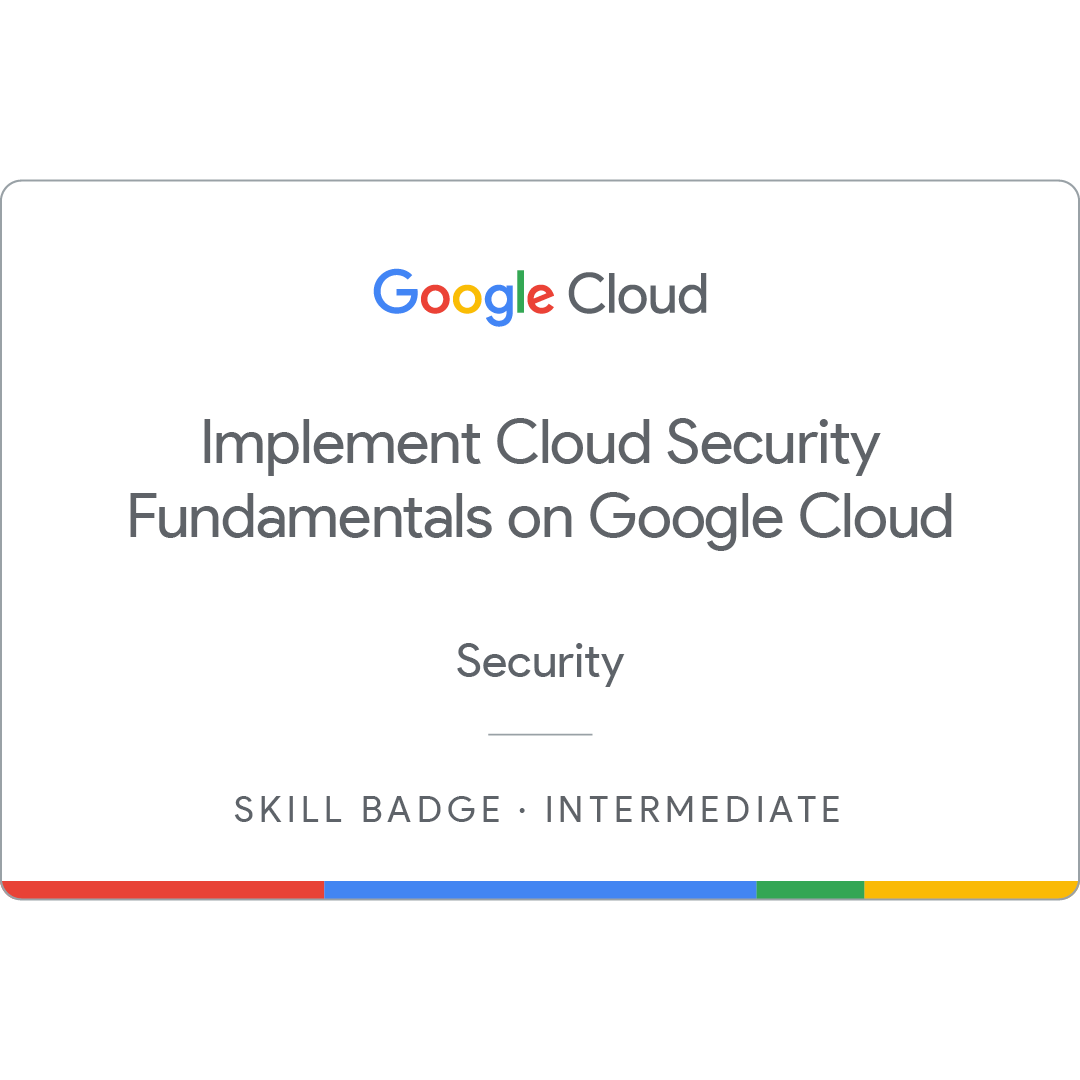 Google Cloud
Implement Cloud Security
Fundamentals on Google Cloud
Security
SKILL BADGE · INTERMEDIATE